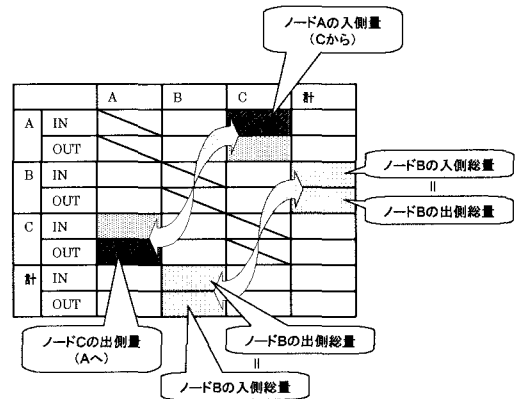 ノードAの入側量
(Cから)
A B C 計
A IN
OUT
B IN
OUT
C IN
OUT
計 IN
OUT
ノードBの入側総量
=
ノードBの出側総量
ノードCの出側量
(Aへ)
ノードBの出側総量
=
ノードBの入側総量